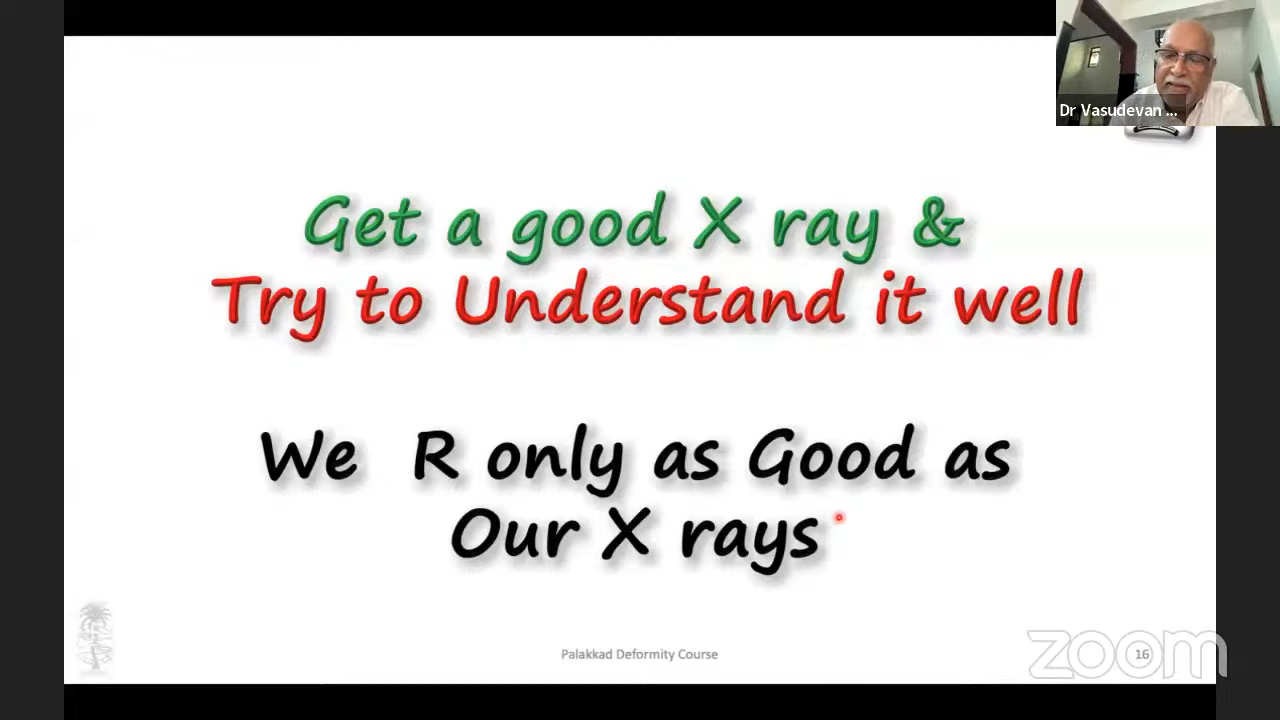 Dr Vasudevan ...
Get a good X ray &
Try to Understand it well
We R only as Good as
Our X rays
Palakkad Deformity Course
16
zoom